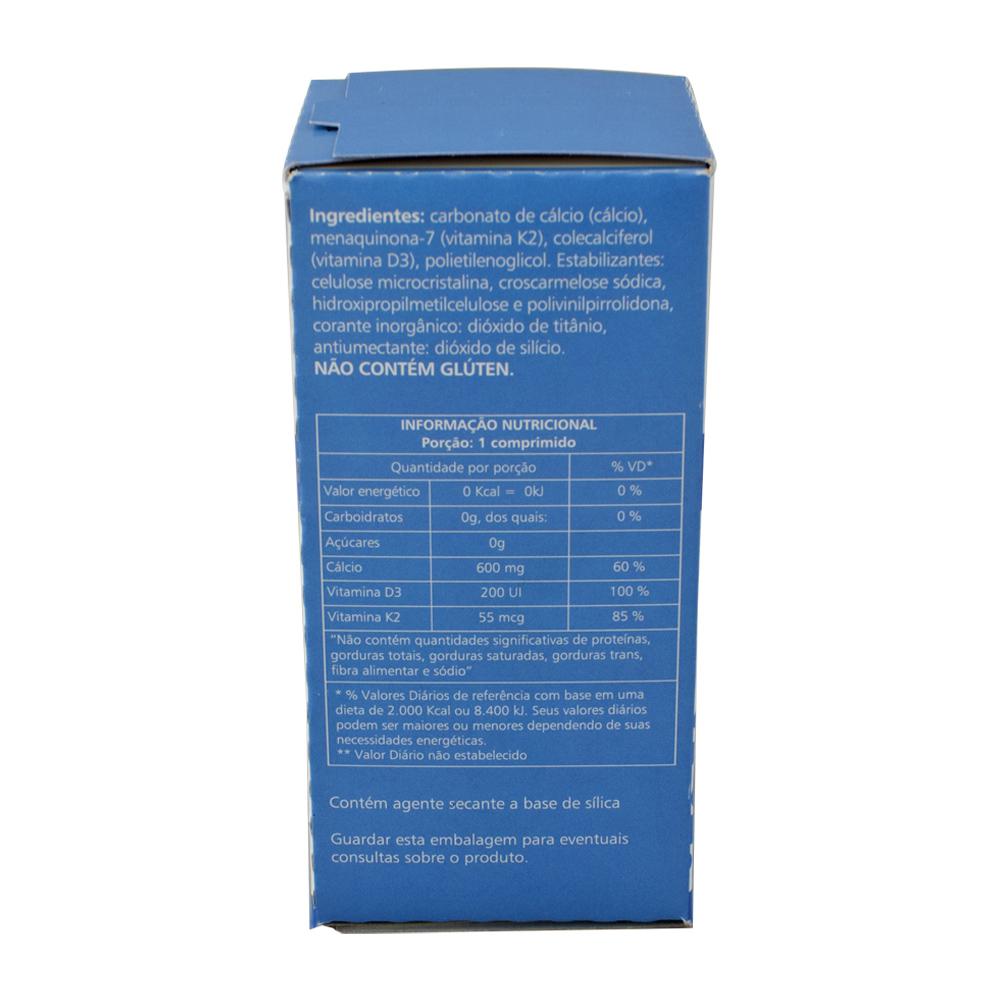 Ingredientes: carbonato de cálcio (cálcio),
menaquinona-7 (vitamina K2), colecalciferol
(vitamina D3), polietilenoglicol. Estabilizantes:
celulose microcristalina, croscarmelose sódica,
hidroxipropilmetilcelulose e polivinilpirrolidona,
corante inorgânico: dióxido de titânio,
antiumectante: dióxido de silício.
NÃO CONTÉM GLÚTEN.
INFORMAÇÃO NUTRICIONAL
Porção: 1 comprimido
Quantidade por porção % VD*
Valor energético 0 Kcal = 0kJ 0 %
Carboidratos 0g, dos quais: 0 %
Açúcares 0g
Cálcio 600 mg 60 %
Vitamina D3 200 UI 100 %
Vitamina K2 55 mcg 85 %
"Não contém quantidades significativas de proteínas,
gorduras totais, gorduras saturadas, gorduras trans,
fibra alimentar e sódio"
* % Valores Diários de referência com base em uma
dieta de 2.000 Kcal ou 8.400 kJ. Seus valores diários
podem ser maiores ou menores dependendo de suas
necessidades energéticas.
** Valor Diário não estabelecido
Contém agente secante a base de sílica
Guardar esta embalagem para eventuais
consultas sobre o produto.